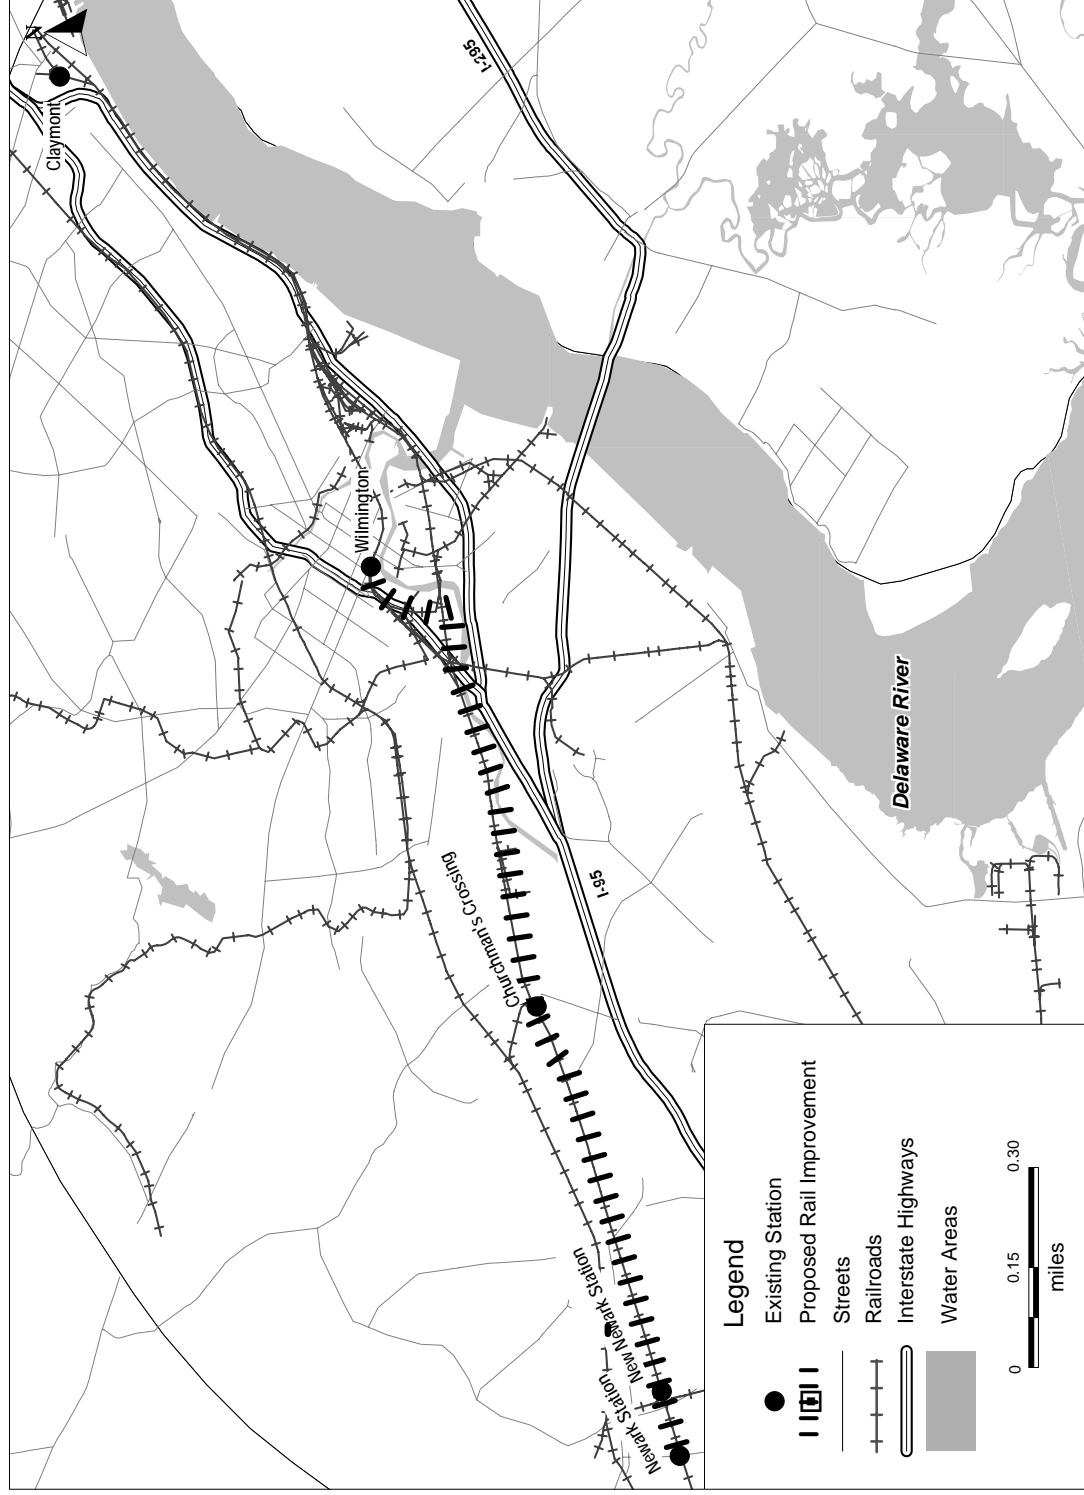 N
Claymont
I-295
Wilmington
Delaware River
Churchman's Crossing
I-95
New Newark Station
Newark Station
Legend
Existing Station
Proposed Rail Improvement
Streets
Railroads
Interstate Highways
Water Areas
0 0.15 0.30
miles